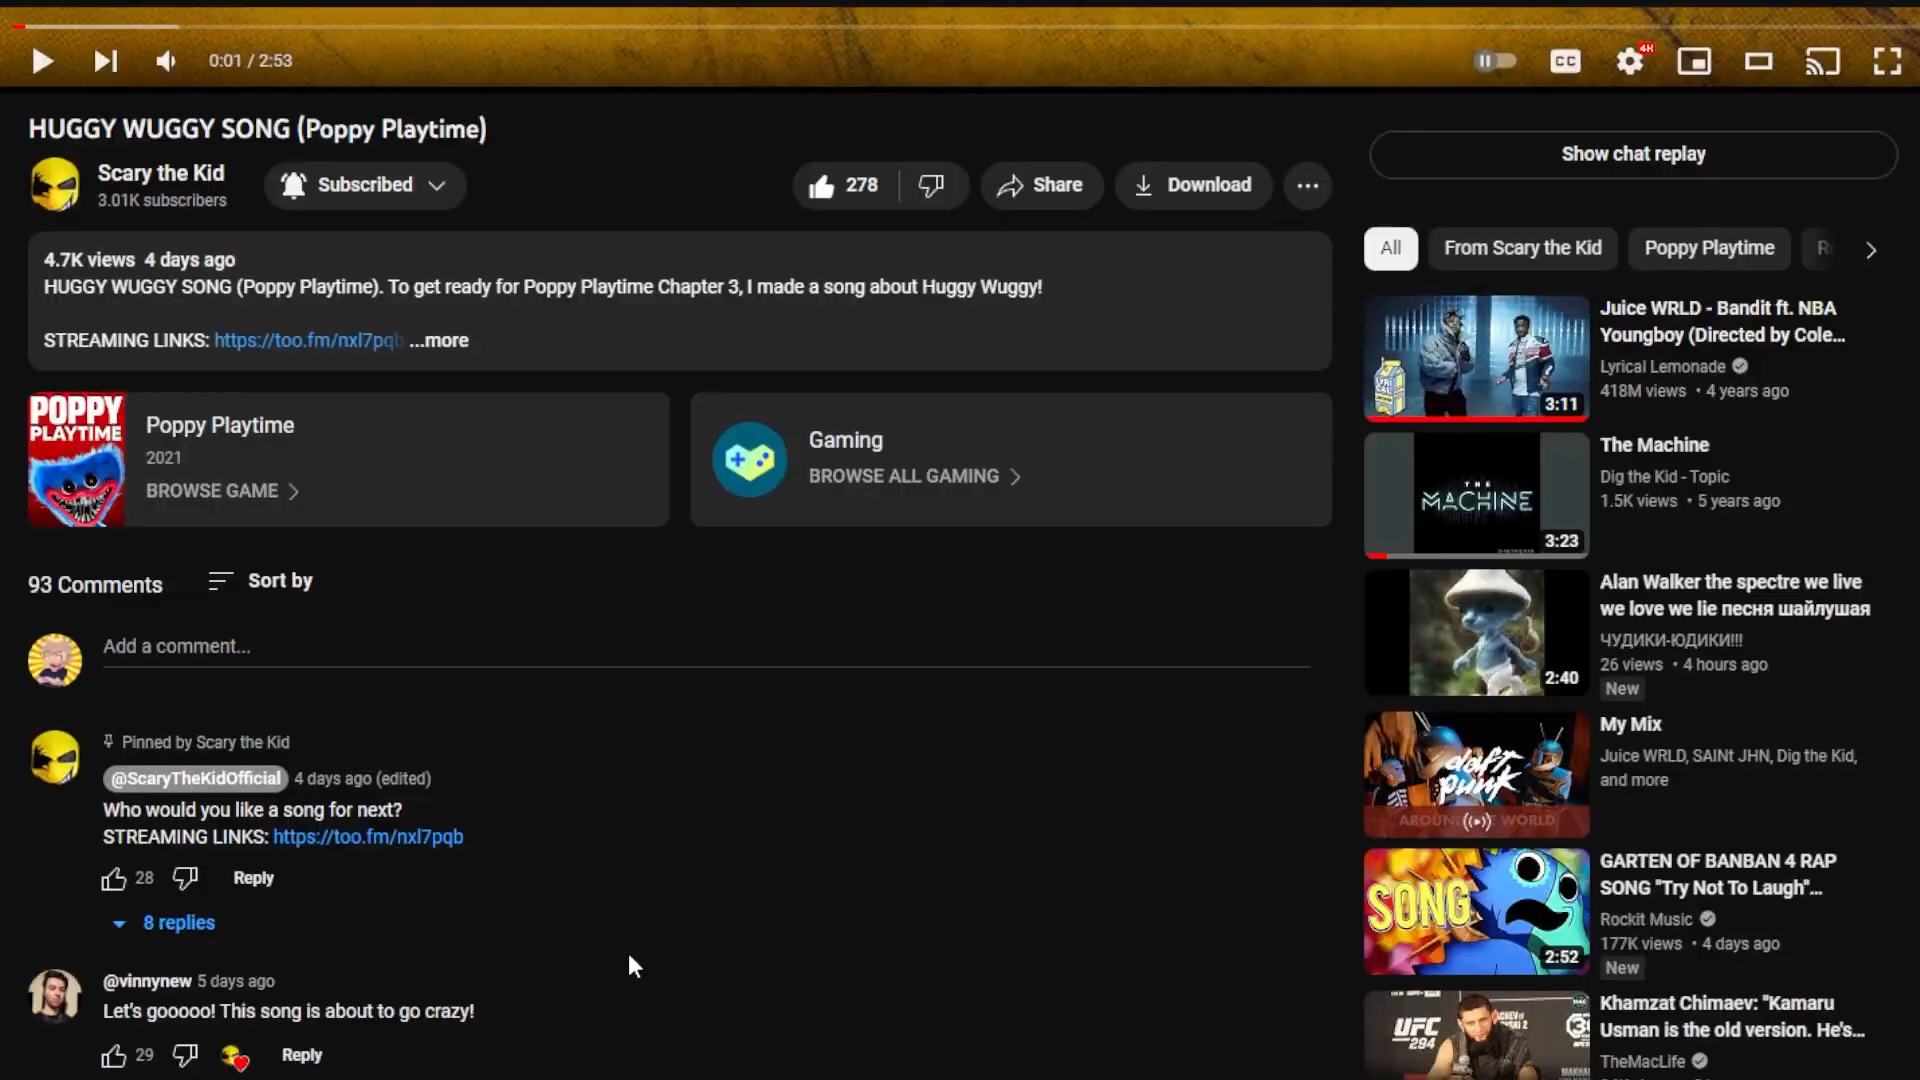 0:01 / 2:53
CC
4K
HUGGY WUGGY SONG (Poppy Playtime)
Scary the Kid
3.01K subscribers
Subscribed
278
Share
Download
4.7K views 4 days ago
HUGGY WUGGY SONG (Poppy Playtime). To get ready for Poppy Playtime Chapter 3, I made a song about Huggy Wuggy!
STREAMING LINKS: https://too.fm/nxl7pqb ...more
POPPY
PLAYTIME
Poppy Playtime
2021
BROWSE GAME
Gaming
BROWSE ALL GAMING
93 Comments
Sort by
Add a comment...
Pinned by Scary the Kid
@ScaryTheKidOfficial 4 days ago (edited)
Who would you like a song for next?
STREAMING LINKS: https://too.fm/nxl7pqb
28
Reply
8 replies
@vinnynew 5 days ago
Let's gooooo! This song is about to go crazy!
29
Reply
Show chat replay
All
From Scary the Kid
Poppy Playtime
3:11
Juice WRLD - Bandit ft. NBA
Youngboy (Directed by Cole...
Lyrical Lemonade
418M views • 4 years ago
THE
MACHINE
3:23
The Machine
Dig the Kid - Topic
1.5K views • 5 years ago
2:40
Alan Walker the spectre we live
we love we lie песня шайлушая
ЧУДИКИ-ЮДИКИ!!!
26 views • 4 hours ago
New
daft
punk
AROUND THE WORLD
My Mix
Juice WRLD, SAINt JHN, Dig the Kid,
and more
SONG
2:52
GARTEN OF BANBAN 4 RAP
SONG "Try Not To Laugh"...
Rockit Music
177K views • 4 days ago
New
UFC
294
Khamzat Chimaev: "Kamaru
Usman is the old version. He's...
TheMacLife